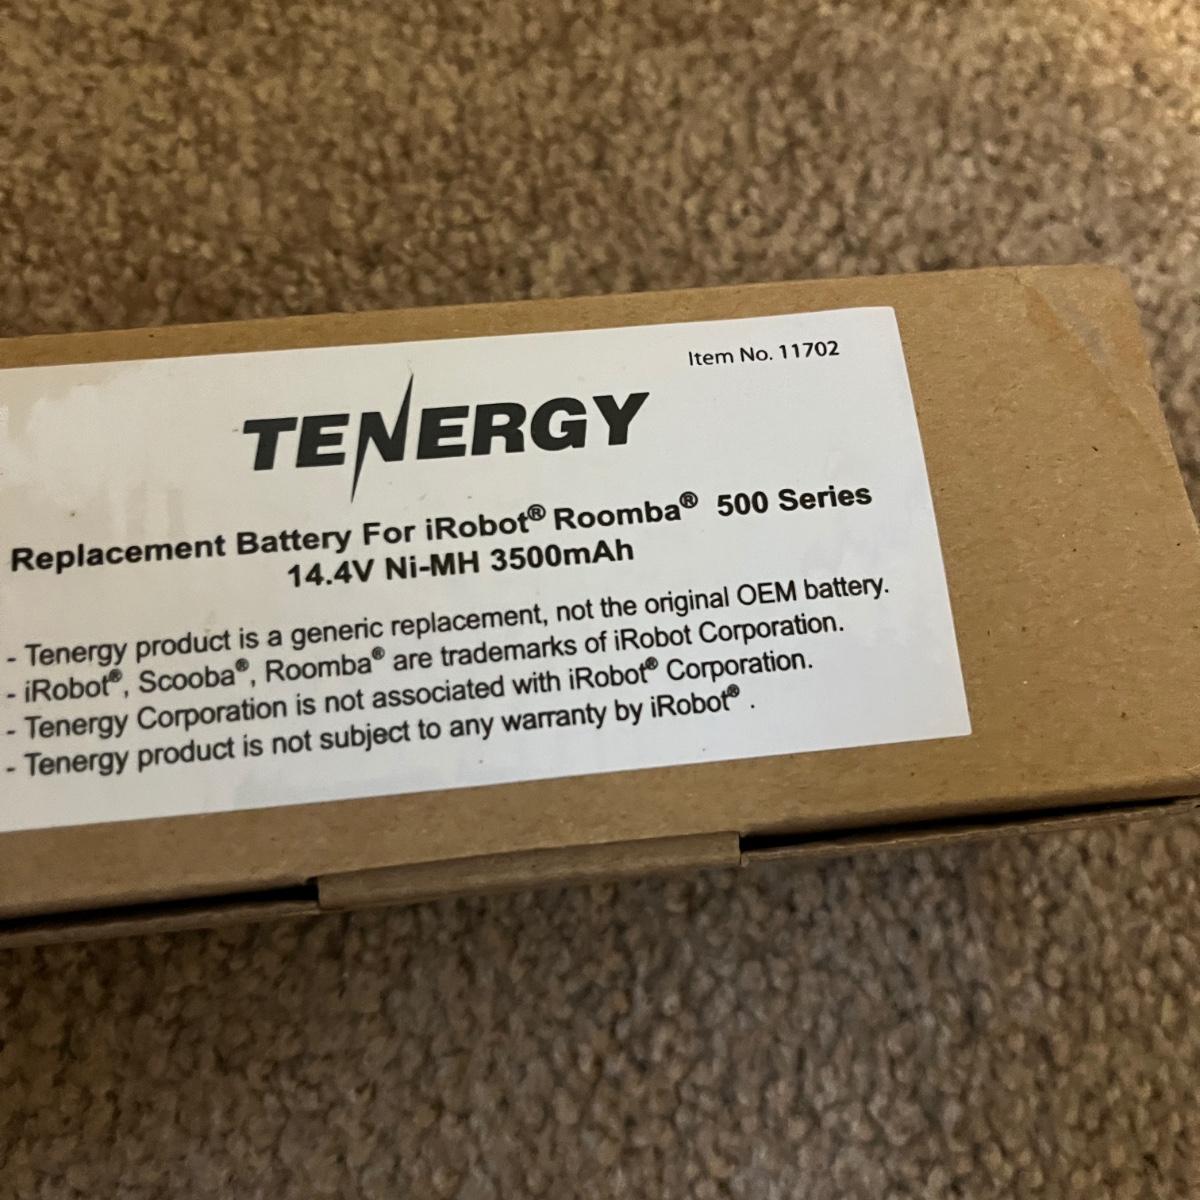 Item No. 11702
TENERGY
Replacement Battery For iRobot® Roomba® 500 Series
14.4V Ni-MH 3500mAh
- Tenergy product is a generic replacement, not the original OEM battery.
- iRobot®, Scooba®, Roomba® are trademarks of iRobot Corporation.
- Tenergy Corporation is not associated with iRobot® Corporation.
- Tenergy product is not subject to any warranty by iRobot® .